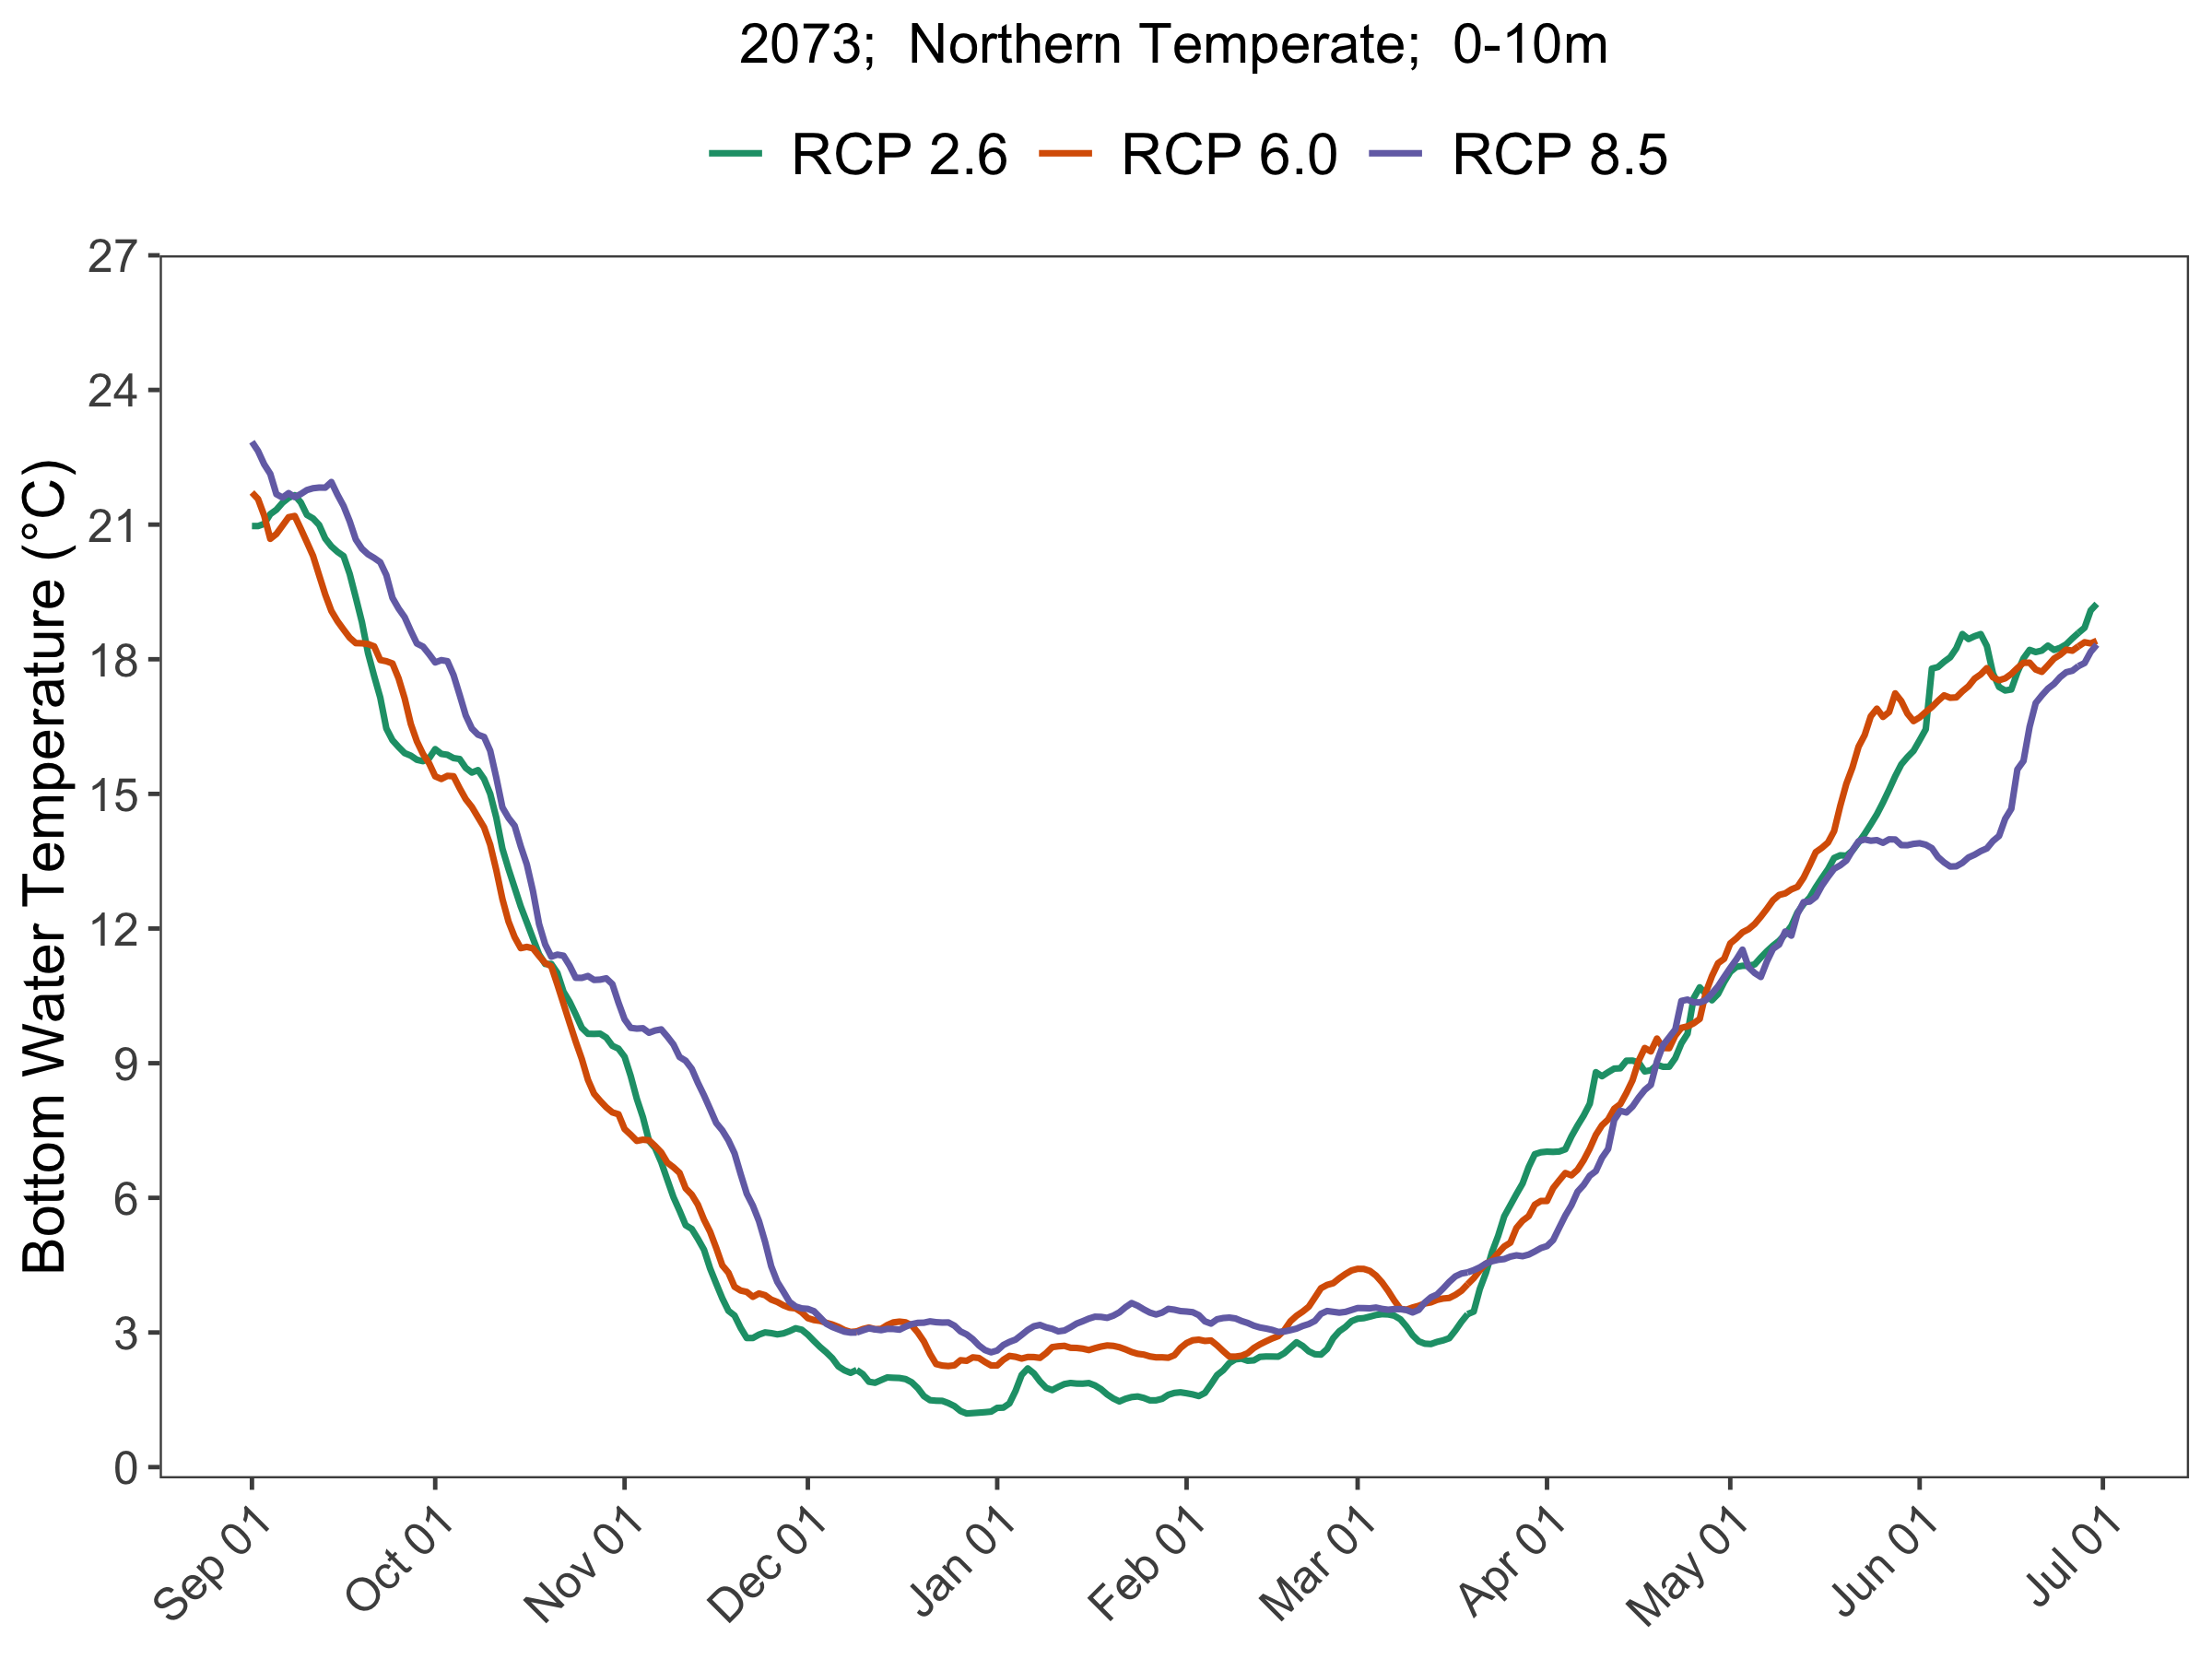 2073;  Northern Temperate;  0-10m
RCP 2.6 RCP 6.0 RCP 8.5
Bottom Water Temperature (°C)
27
24
21
18
15
12
9
6
3
0
Sep 01
Oct 01
Nov 01
Dec 01
Jan 01
Feb 01
Mar 01
Apr 01
May 01
Jun 01
Jul 01